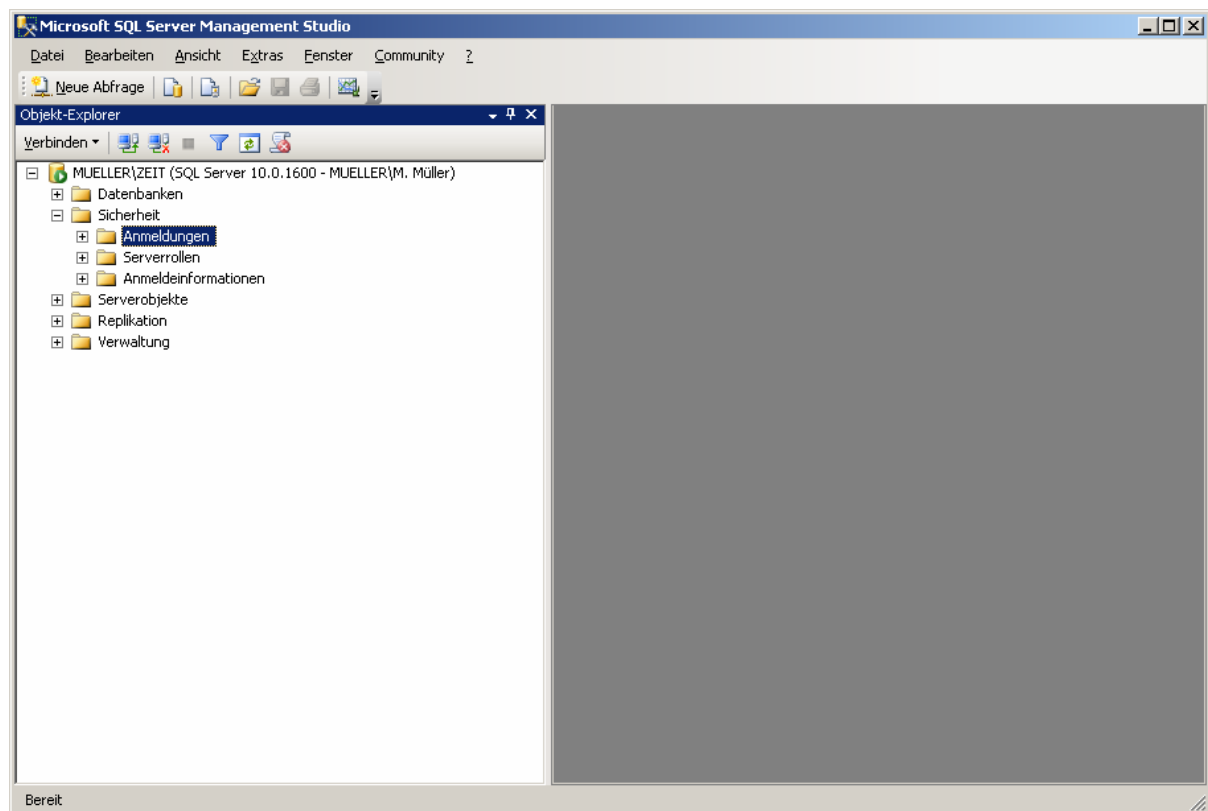 Microsoft SQL Server Management Studio
Datei Bearbeiten Ansicht Extras Fenster Community ?
Neue Abfrage
Objekt-Explorer
Verbinden
MUELLER\ZEIT (SQL Server 10.0.1600 - MUELLER\M. Müller)
Datenbanken
Sicherheit
Anmeldungen
Serverrollen
Anmeldeinformationen
Serverobjekte
Replikation
Verwaltung
Bereit